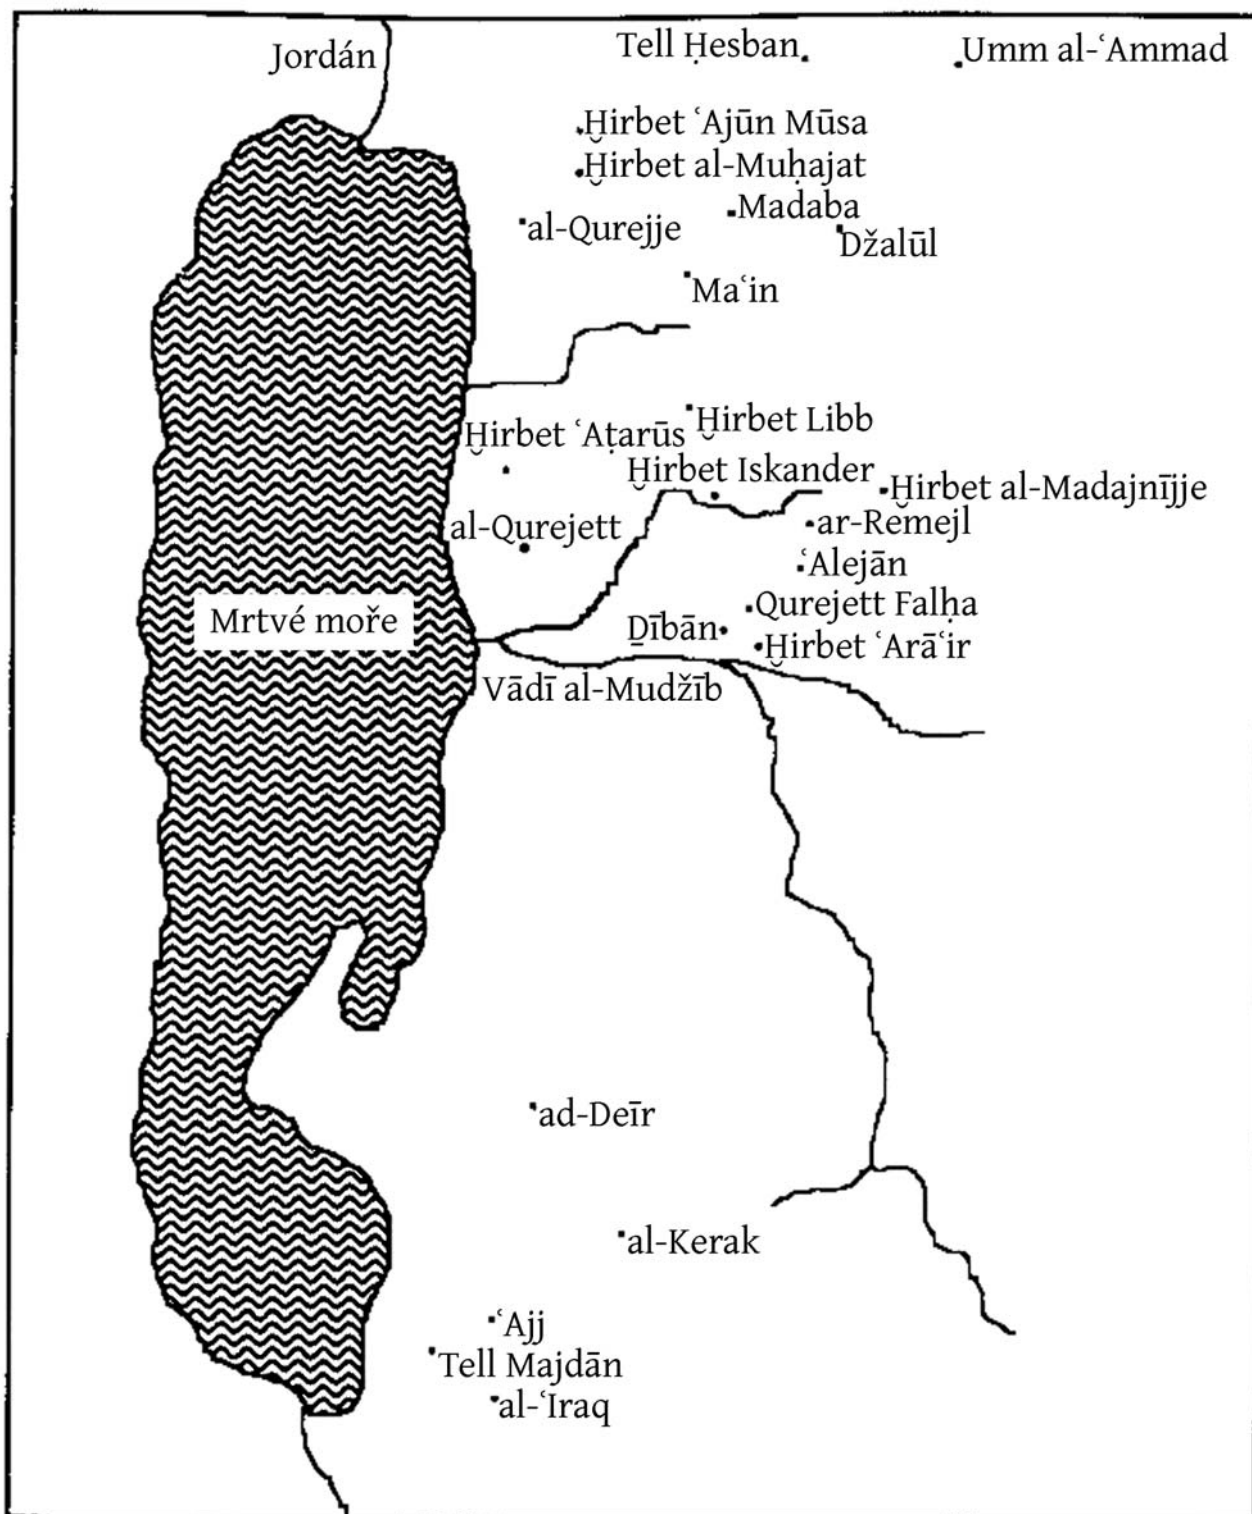 Jordán
Tell Ḥesban
Umm al-ʿAmmad
Ḫirbet ʿAjūn Mūsa
Ḫirbet al-Muḥajat
Madaba
al-Qurejje
Džalūl
Maʿin
Ḫirbet Libb
Ḫirbet ʿAṭarūs
Ḫirbet Iskander
Ḫirbet al-Madajnījje
al-Qurejett
ar-Remejl
ʿAlejān
Qurejett Falḥa
Mrtvé moře
Ḏībān
Ḫirbet ʿArāʿir
Vādī al-Mudžīb
ad-Deīr
al-Kerak
ʿAjj
Tell Majdān
al-ʿIraq